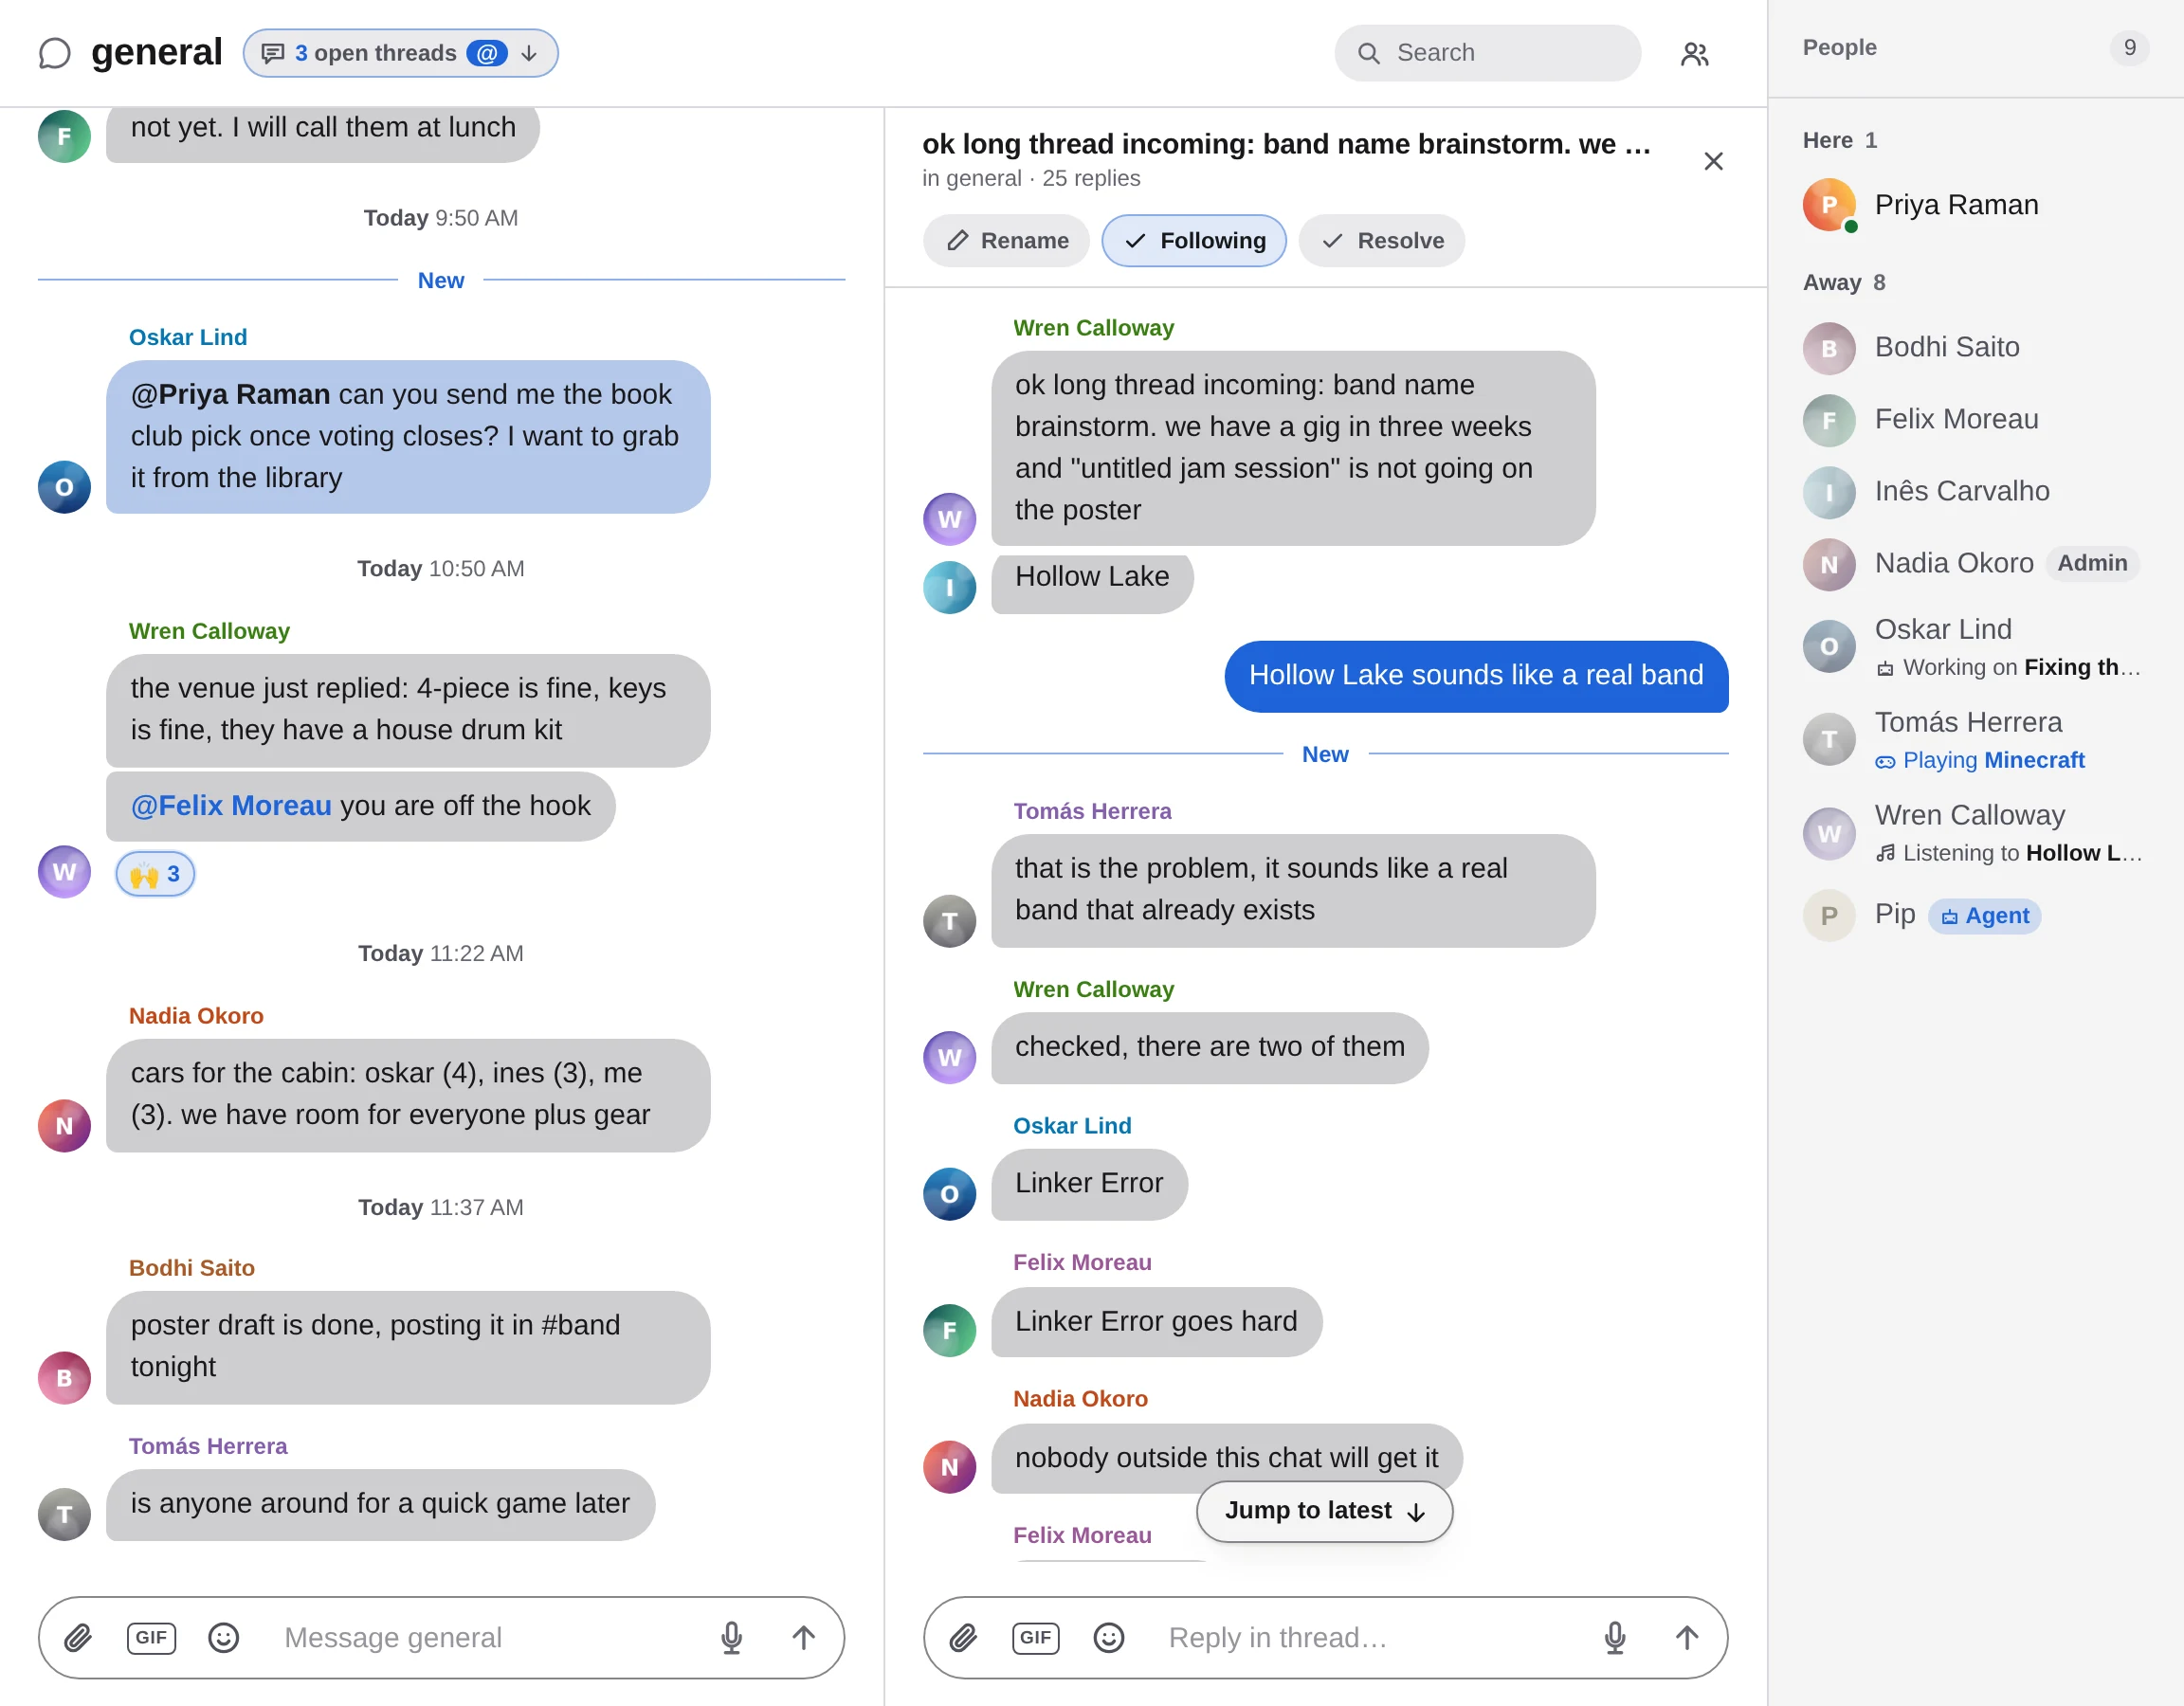 general
3 open threads @
Search
F
not yet. I will call them at lunch
Today 9:50 AM
New
Oskar Lind
@Priya Raman can you send me the book
club pick once voting closes? I want to grab
it from the library
O
Today 10:50 AM
Wren Calloway
the venue just replied: 4-piece is fine, keys
is fine, they have a house drum kit
@Felix Moreau you are off the hook
W
🙌 3
Today 11:22 AM
Nadia Okoro
cars for the cabin: oskar (4), ines (3), me
(3). we have room for everyone plus gear
N
Today 11:37 AM
Bodhi Saito
poster draft is done, posting it in #band
tonight
B
Tomás Herrera
is anyone around for a quick game later
T
GIF
Message general
ok long thread incoming: band name brainstorm. we …
in general · 25 replies
Rename
Following
Resolve
Wren Calloway
ok long thread incoming: band name
brainstorm. we have a gig in three weeks
and "untitled jam session" is not going on
the poster
W
Hollow Lake
I
Hollow Lake sounds like a real band
New
Tomás Herrera
that is the problem, it sounds like a real
band that already exists
T
Wren Calloway
checked, there are two of them
W
Oskar Lind
Linker Error
O
Felix Moreau
Linker Error goes hard
F
Nadia Okoro
nobody outside this chat will get it
N
Jump to latest
Felix Moreau
GIF
Reply in thread…
People
9
Here 1
P
Priya Raman
Away 8
B
Bodhi Saito
F
Felix Moreau
I
Inês Carvalho
N
Nadia Okoro Admin
O
Oskar Lind
Working on Fixing th…
T
Tomás Herrera
Playing Minecraft
W
Wren Calloway
Listening to Hollow L…
P
Pip Agent